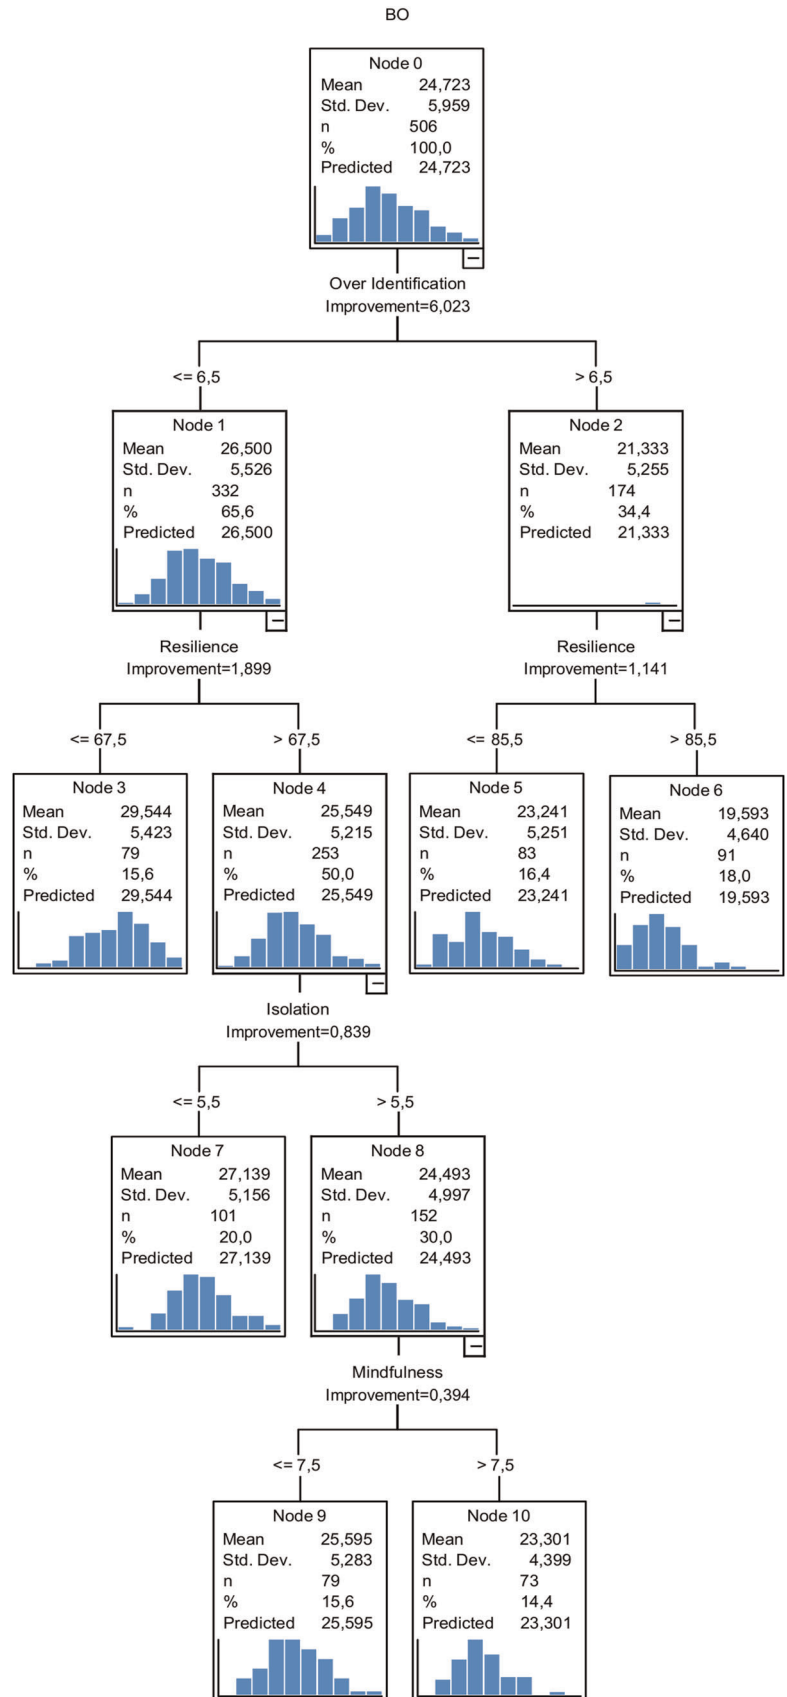 BO
Node 0
Mean 24,723
Std. Dev. 5,959
n 506
% 100,0
Predicted 24,723
Over Identification
Improvement=6,023
<= 6,5
> 6,5
Node 1
Mean 26,500
Std. Dev. 5,526
n 332
% 65,6
Predicted 26,500
Node 2
Mean 21,333
Std. Dev. 5,255
n 174
% 34,4
Predicted 21,333
Resilience
Improvement=1,899
Resilience
Improvement=1,141
<= 67,5
> 67,5
<= 85,5
> 85,5
Node 3
Mean 29,544
Std. Dev. 5,423
n 79
% 15,6
Predicted 29,544
Node 4
Mean 25,549
Std. Dev. 5,215
n 253
% 50,0
Predicted 25,549
Node 5
Mean 23,241
Std. Dev. 5,251
n 83
% 16,4
Predicted 23,241
Node 6
Mean 19,593
Std. Dev. 4,640
n 91
% 18,0
Predicted 19,593
Isolation
Improvement=0,839
<= 5,5
> 5,5
Node 7
Mean 27,139
Std. Dev. 5,156
n 101
% 20,0
Predicted 27,139
Node 8
Mean 24,493
Std. Dev. 4,997
n 152
% 30,0
Predicted 24,493
Mindfulness
Improvement=0,394
<= 7,5
> 7,5
Node 9
Mean 25,595
Std. Dev. 5,283
n 79
% 15,6
Predicted 25,595
Node 10
Mean 23,301
Std. Dev. 4,399
n 73
% 14,4
Predicted 23,301